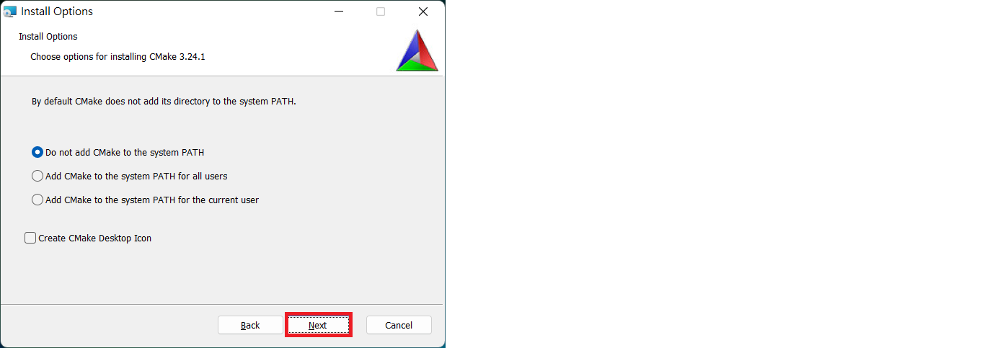 Install Options
Install Options
Choose options for installing CMake 3.24.1
By default CMake does not add its directory to the system PATH.
Do not add CMake to the system PATH
Add CMake to the system PATH for all users
Add CMake to the system PATH for the current user
Create CMake Desktop Icon
Back Next Cancel